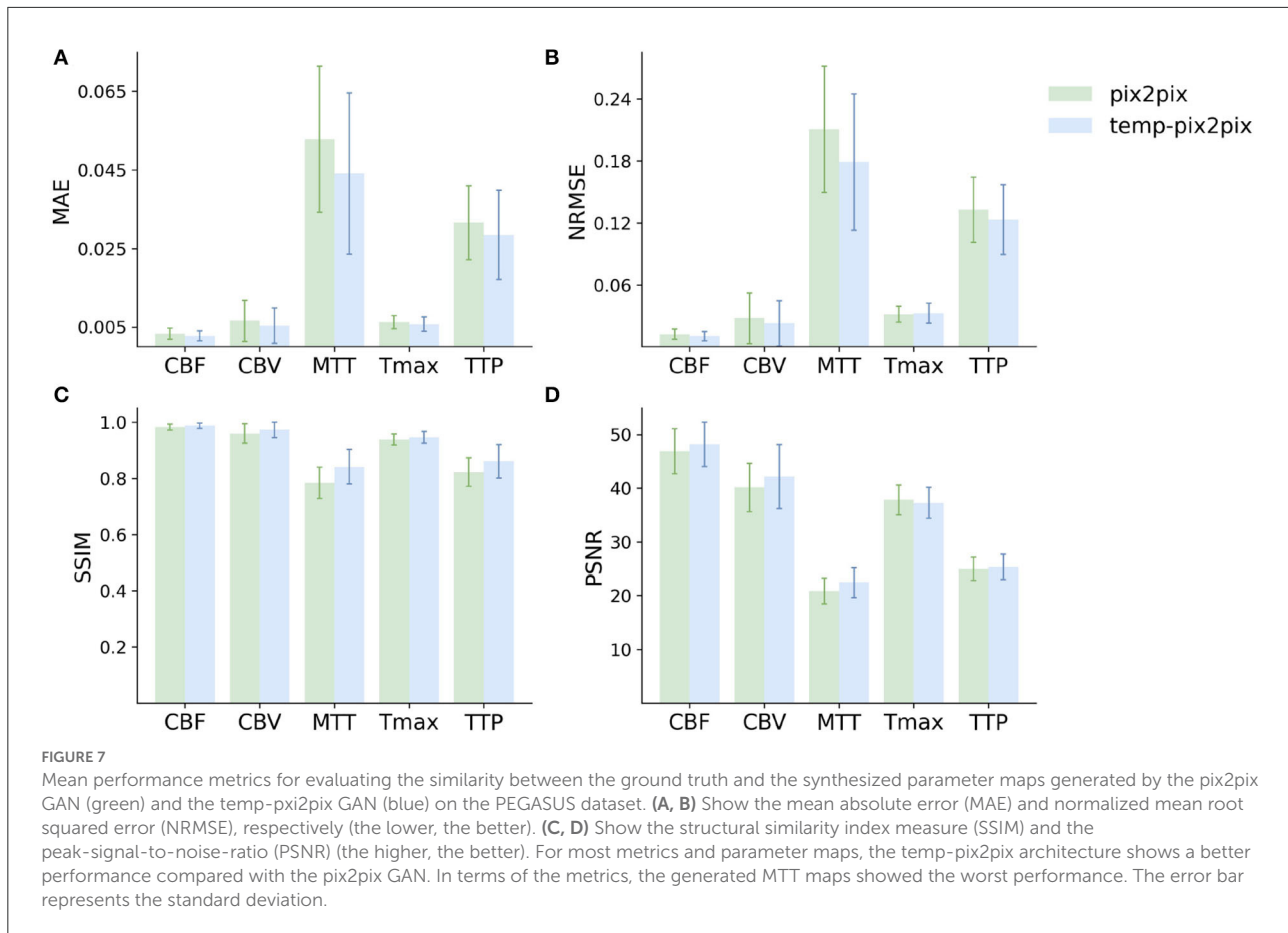 A
MAE
0.065
0.045
0.025
0.005
CBF CBV MTT Tmax TTP
B
NRMSE
0.24
0.18
0.12
0.06
CBF CBV MTT Tmax TTP
pix2pix
temp-pix2pix
C
SSIM
1.0
0.8
0.6
0.4
0.2
CBF CBV MTT Tmax TTP
D
PSNR
50
40
30
20
10
CBF CBV MTT Tmax TTP
FIGURE 7
Mean performance metrics for evaluating the similarity between the ground truth and the synthesized parameter maps generated by the pix2pix
GAN (green) and the temp-pxi2pix GAN (blue) on the PEGASUS dataset. (A, B) Show the mean absolute error (MAE) and normalized mean root
squared error (NRMSE), respectively (the lower, the better). (C, D) Show the structural similarity index measure (SSIM) and the
peak-signal-to-noise-ratio (PSNR) (the higher, the better). For most metrics and parameter maps, the temp-pix2pix architecture shows a better
performance compared with the pix2pix GAN. In terms of the metrics, the generated MTT maps showed the worst performance. The error bar
represents the standard deviation.